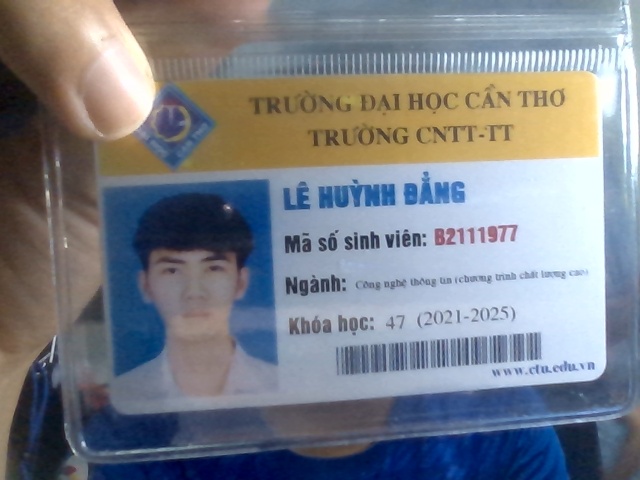 TRƯỜNG ĐẠI HỌC CẦN THƠ
TRƯỜNG CNTT-TT
LÊ HUỲNH ĐẲNG
Mã số sinh viên: B2111977
Ngành: Công nghệ thông tin (chương trình chất lượng cao)
Khóa học: 47 (2021-2025)
www.ctu.edu.vn